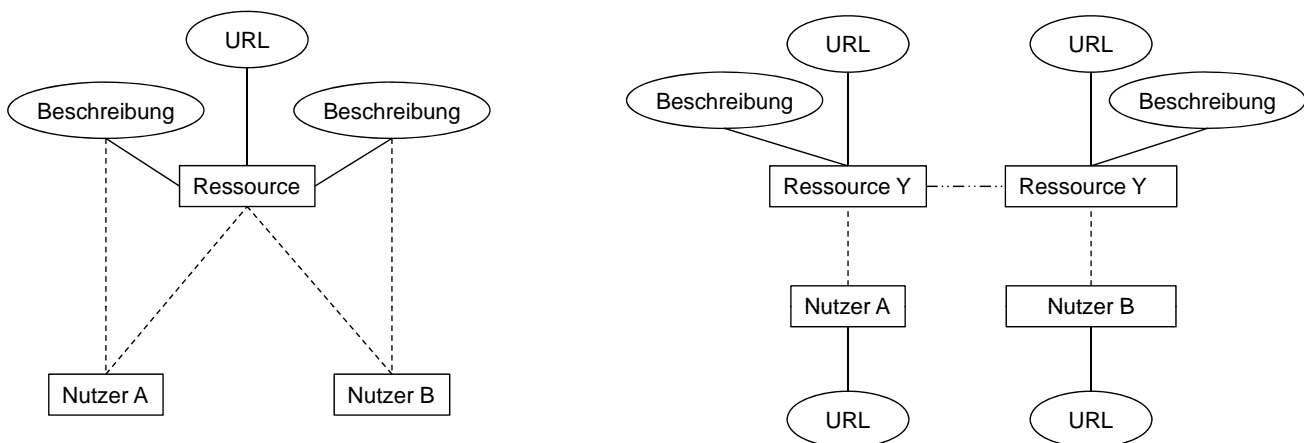 URL
Beschreibung
Beschreibung
Ressource
Nutzer A
Nutzer B
URL
URL
Beschreibung
Beschreibung
Ressource Y
Ressource Y
Nutzer A
Nutzer B
URL
URL